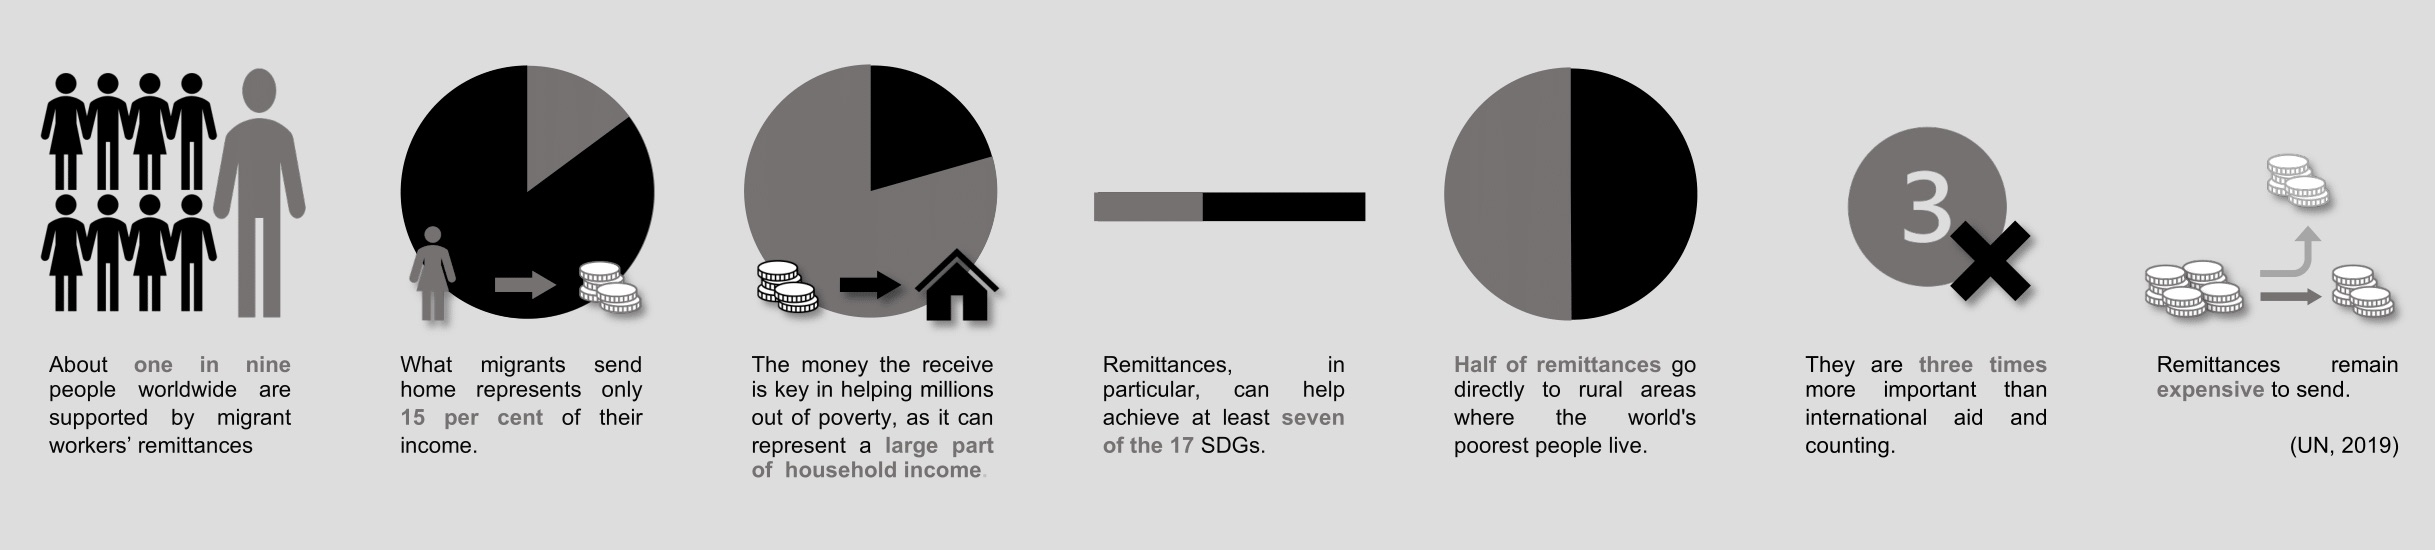 About one in nine
people worldwide are
supported by migrant
workers’ remittances
What migrants send
home represents only
15 per cent of their
income.
The money the receive
is key in helping millions
out of poverty, as it can
represent a large part
of household income.
Remittances, in
particular, can help
achieve at least seven
of the 17 SDGs.
Half of remittances go
directly to rural areas
where the world's
poorest people live.
3
They are three times
more important than
international aid and
counting.
Remittances remain
expensive to send.
(UN, 2019)